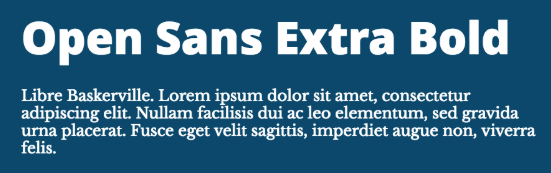 Open Sans Extra Bold
Libre Baskerville. Lorem ipsum dolor sit amet, consectetur
adipiscing elit. Nullam facilisis dui ac leo elementum, sed gravida
urna placerat. Fusce eget velit sagittis, imperdiet augue non, viverra
felis.